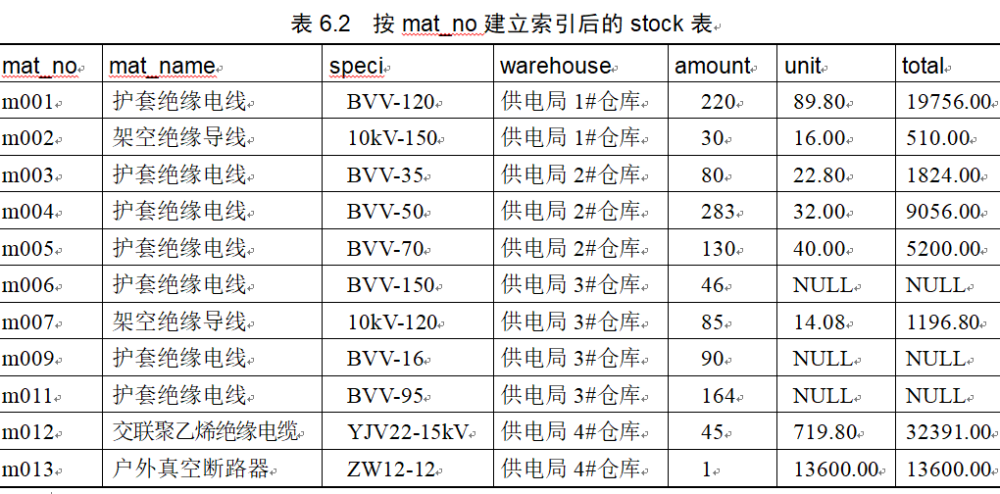 表 6.2 按 mat_no 建立索引后的 stock 表
mat_no mat_name speci warehouse amount unit total
m001 护套绝缘电线 BVV-120 供电局 1#仓库 220 89.80 19756.00
m002 架空绝缘导线 10kV-150 供电局 1#仓库 30 16.00 510.00
m003 护套绝缘电线 BVV-35 供电局 2#仓库 80 22.80 1824.00
m004 护套绝缘电线 BVV-50 供电局 2#仓库 283 32.00 9056.00
m005 护套绝缘电线 BVV-70 供电局 2#仓库 130 40.00 5200.00
m006 护套绝缘电线 BVV-150 供电局 3#仓库 46 NULL NULL
m007 架空绝缘导线 10kV-120 供电局 3#仓库 85 14.08 1196.80
m009 护套绝缘电线 BVV-16 供电局 3#仓库 90 NULL NULL
m011 护套绝缘电线 BVV-95 供电局 3#仓库 164 NULL NULL
m012 交联聚乙烯绝缘电缆 YJV22-15kV 供电局 4#仓库 45 719.80 32391.00
m013 户外真空断路器 ZW12-12 供电局 4#仓库 1 13600.00 13600.00